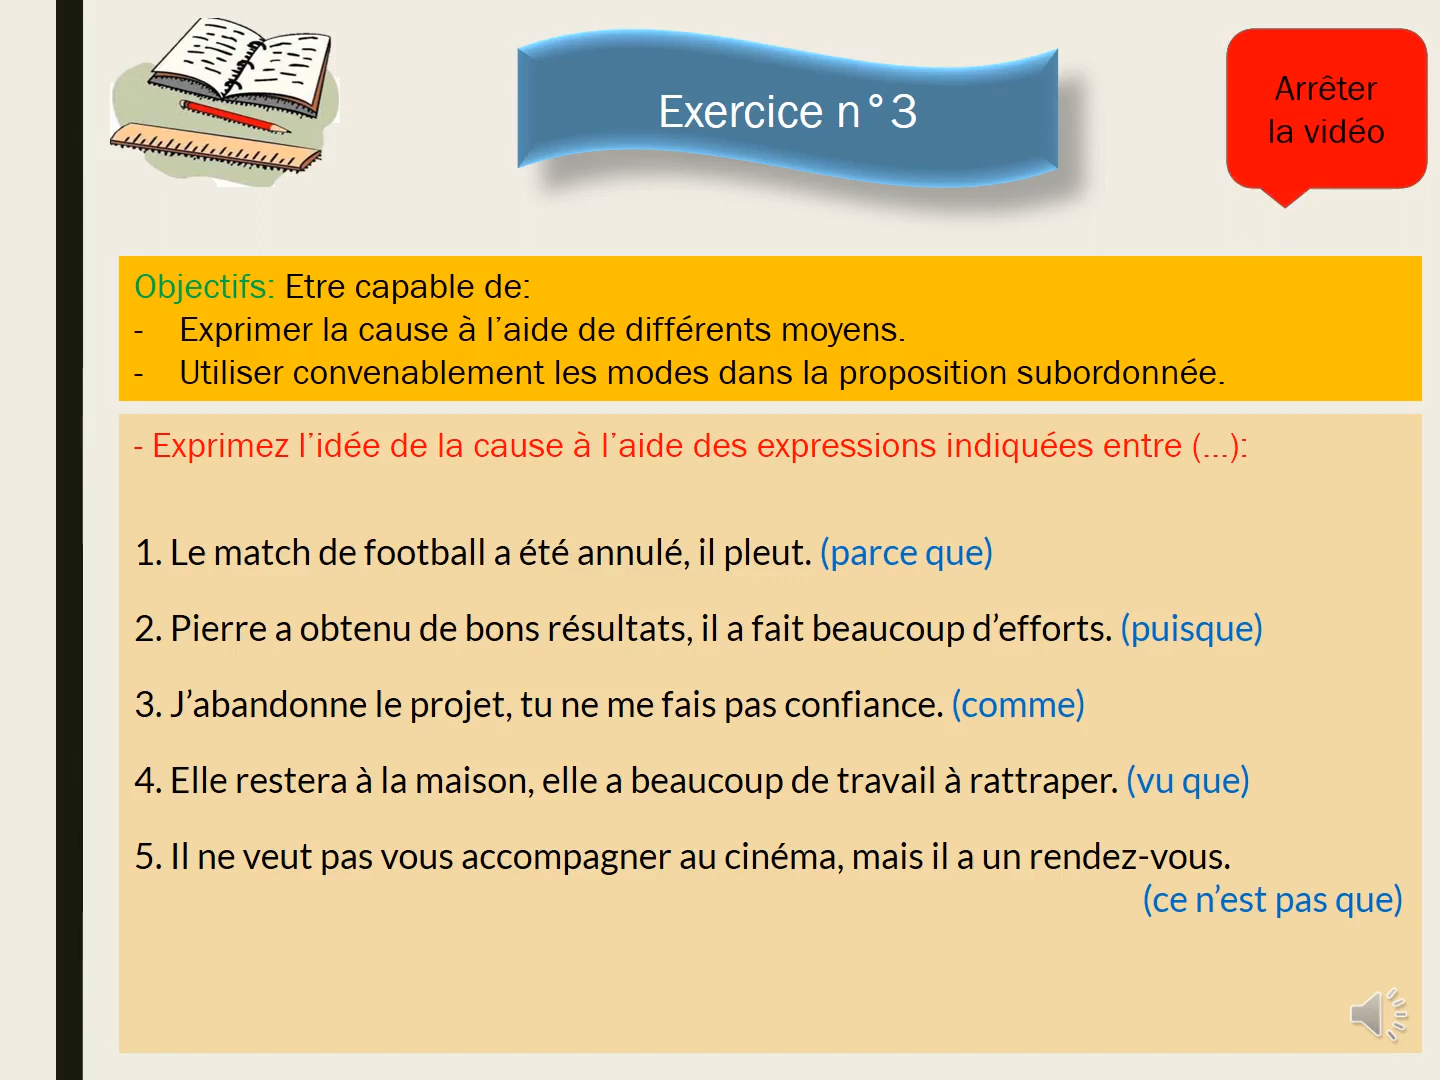 Exercice n°3
Arrêter
la vidéo
Objectifs: Etre capable de:
- Exprimer la cause à l’aide de différents moyens.
- Utiliser convenablement les modes dans la proposition subordonnée.
- Exprimez l’idée de la cause à l’aide des expressions indiquées entre (…):
1. Le match de football a été annulé, il pleut. (parce que)
2. Pierre a obtenu de bons résultats, il a fait beaucoup d’efforts. (puisque)
3. J’abandonne le projet, tu ne me fais pas confiance. (comme)
4. Elle restera à la maison, elle a beaucoup de travail à rattraper. (vu que)
5. Il ne veut pas vous accompagner au cinéma, mais il a un rendez-vous.
(ce n’est pas que)